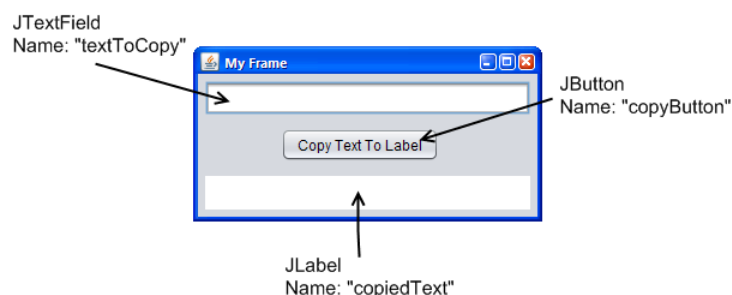 JTextField
Name: "textToCopy"
My Frame
JButton
Name: "copyButton"
Copy Text To Label
JLabel
Name: "copiedText"